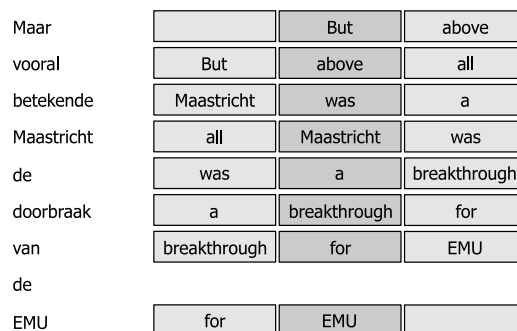 Maar But above
vooral But above all
betekende Maastricht was a
Maastricht all Maastricht was
de was a breakthrough
doorbraak a breakthrough for
van breakthrough for EMU
de
EMU for EMU